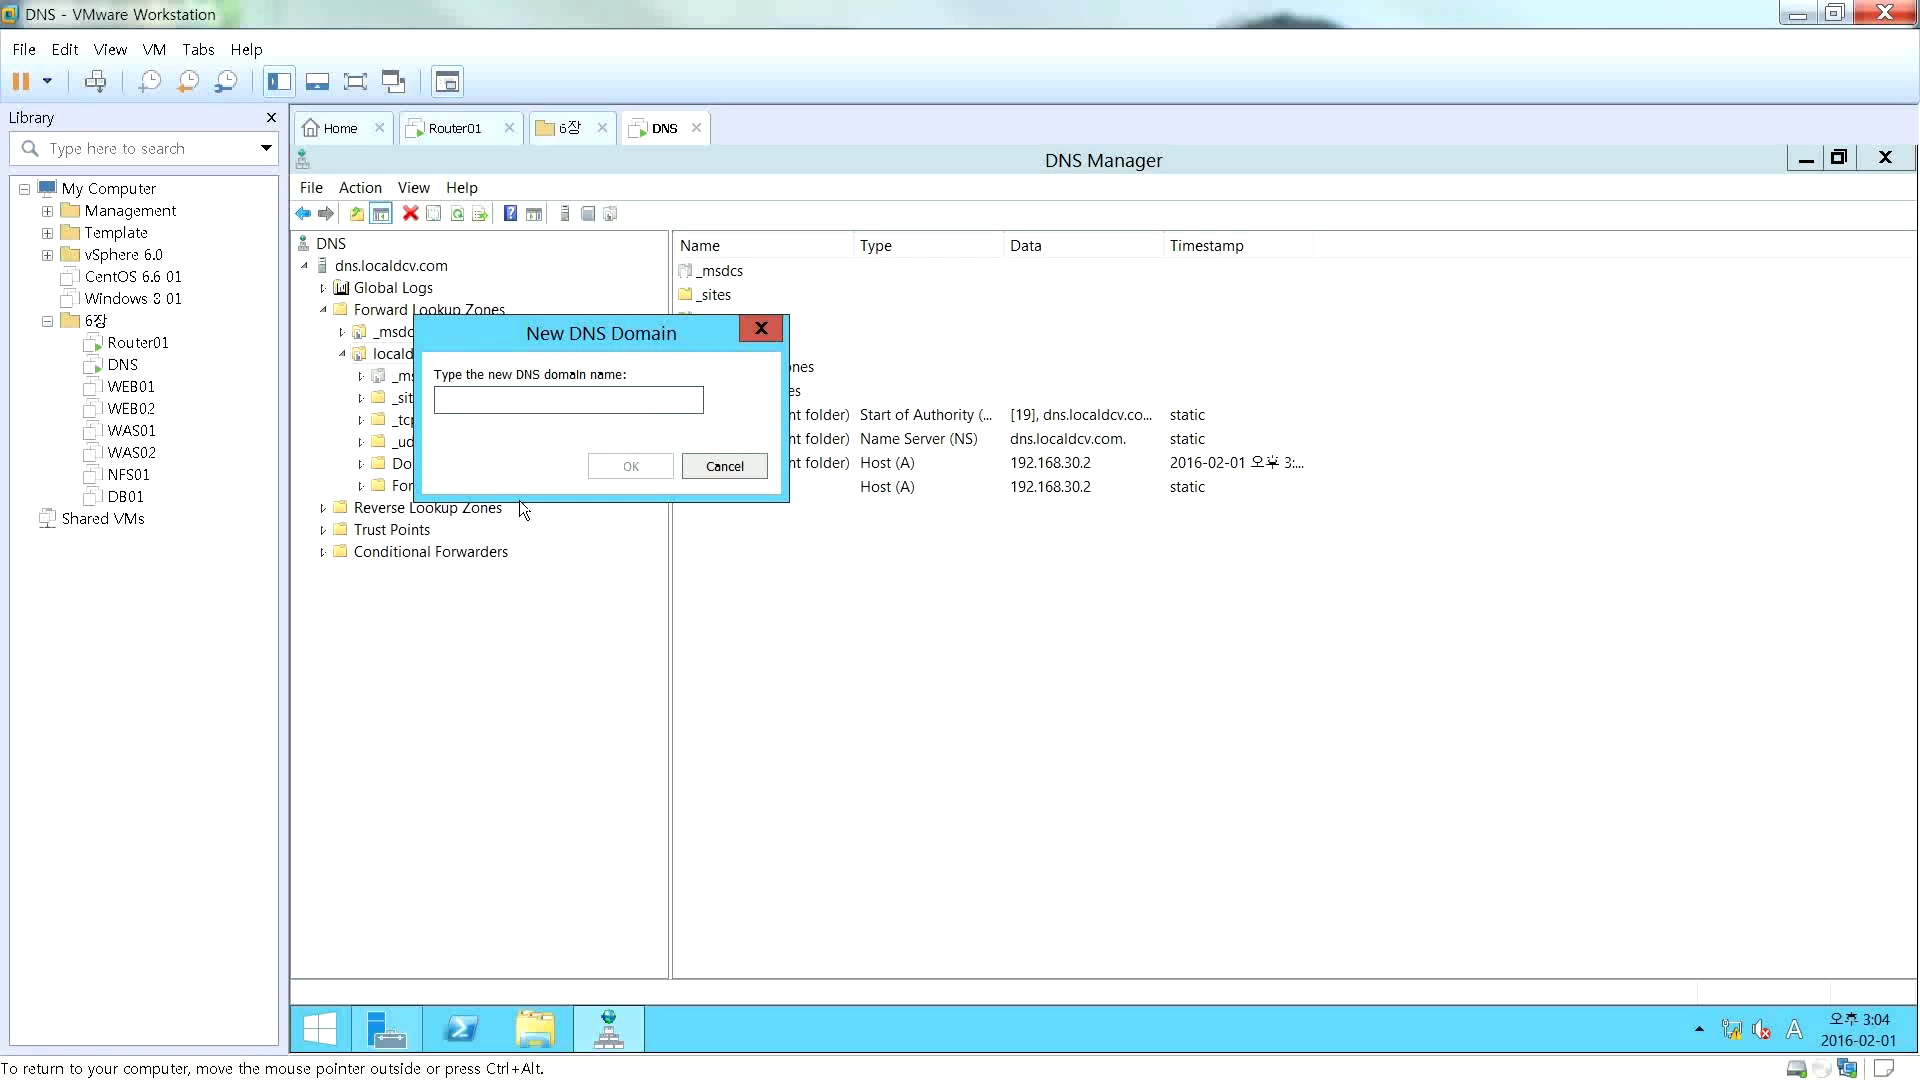 DNS - VMware Workstation
File Edit View VM Tabs Help
Library
Type here to search
My Computer
Management
Template
vSphere 6.0
CentOS 6.6 01
Windows 8 01
6장
Router01
DNS
WEB01
WEB02
WAS01
WAS02
NFS01
DB01
Shared VMs
Home Router01 6장 DNS
DNS Manager
File Action View Help
DNS
dns.localdcv.com
Global Logs
Forward Lookup Zones
_msdc
locald
_ms
_sit
_tcp
_ud
Do
For
Reverse Lookup Zones
Trust Points
Conditional Forwarders
Name Type Data Timestamp
_msdcs
_sites
nes
es
nt folder) Start of Authority (... [19], dns.localdcv.co... static
nt folder) Name Server (NS) dns.localdcv.com. static
nt folder) Host (A) 192.168.30.2 2016-02-01 오후 3:...
Host (A) 192.168.30.2 static
New DNS Domain
Type the new DNS domain name:
OK Cancel
A
오후 3:04
2016-02-01
To return to your computer, move the mouse pointer outside or press Ctrl+Alt.